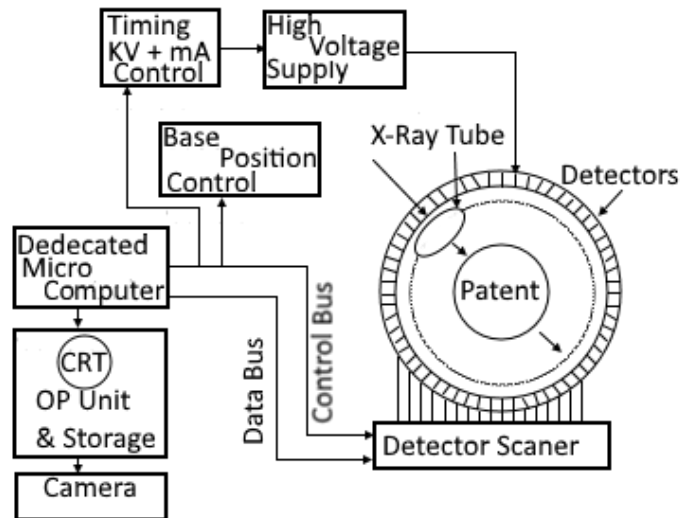 Timing
KV + mA
Control
High
Voltage
Supply
Base
Position
Control
X-Ray Tube
Detectors
Dedecated
Micro
Computer
Patent
CRT
OP Unit
& Storage
Data Bus
Control Bus
Detector Scaner
Camera